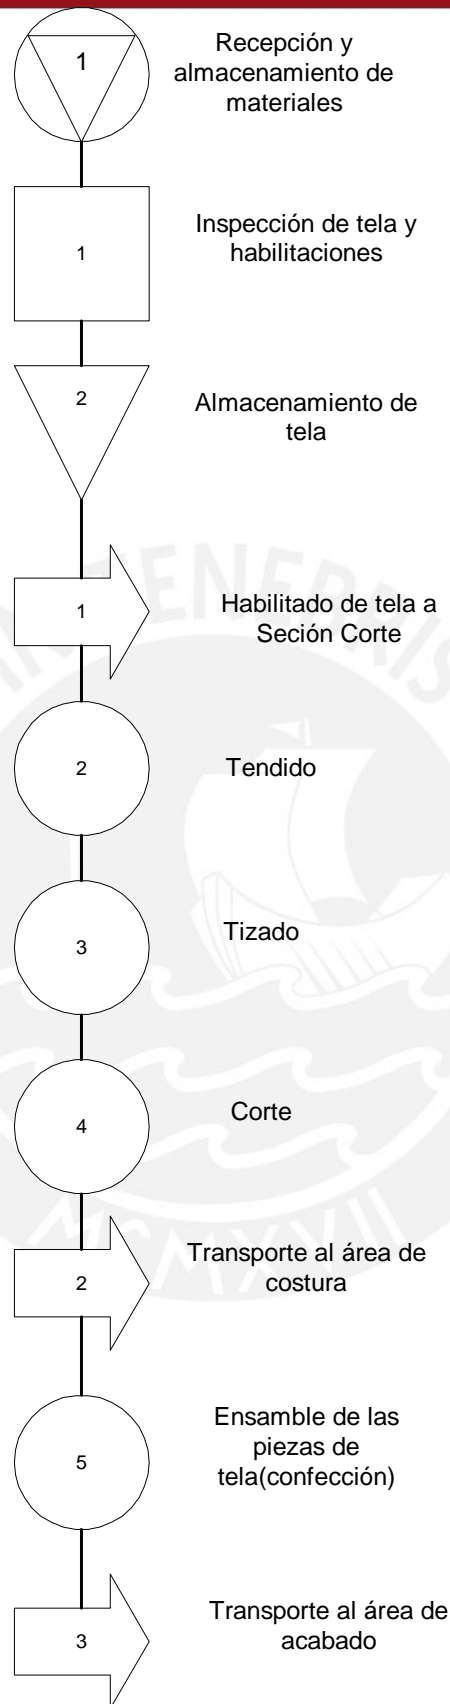 1
Recepción y
almacenamiento de
materiales
1
Inspección de tela y
habilitaciones
2
Almacenamiento de
tela
1
Habilitado de tela a
Seción Corte
2
Tendido
3
Tizado
4
Corte
2
Transporte al área de
costura
5
Ensamble de las
piezas de
tela(confección)
3
Transporte al área de
acabado
MCMXVII